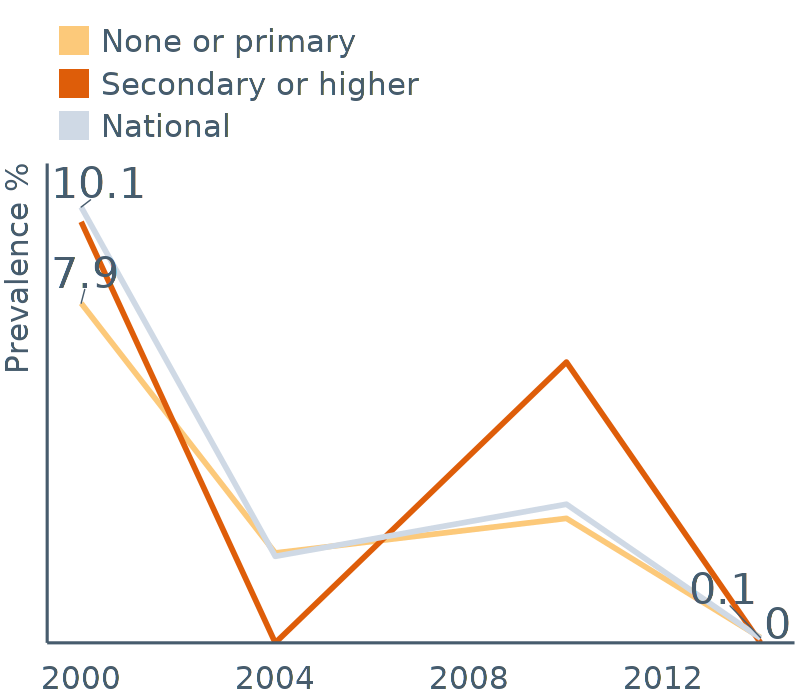 None or primary
Secondary or higher
National
Prevalence %
10.1
7.9
0.1
0
2000 2004 2008 2012